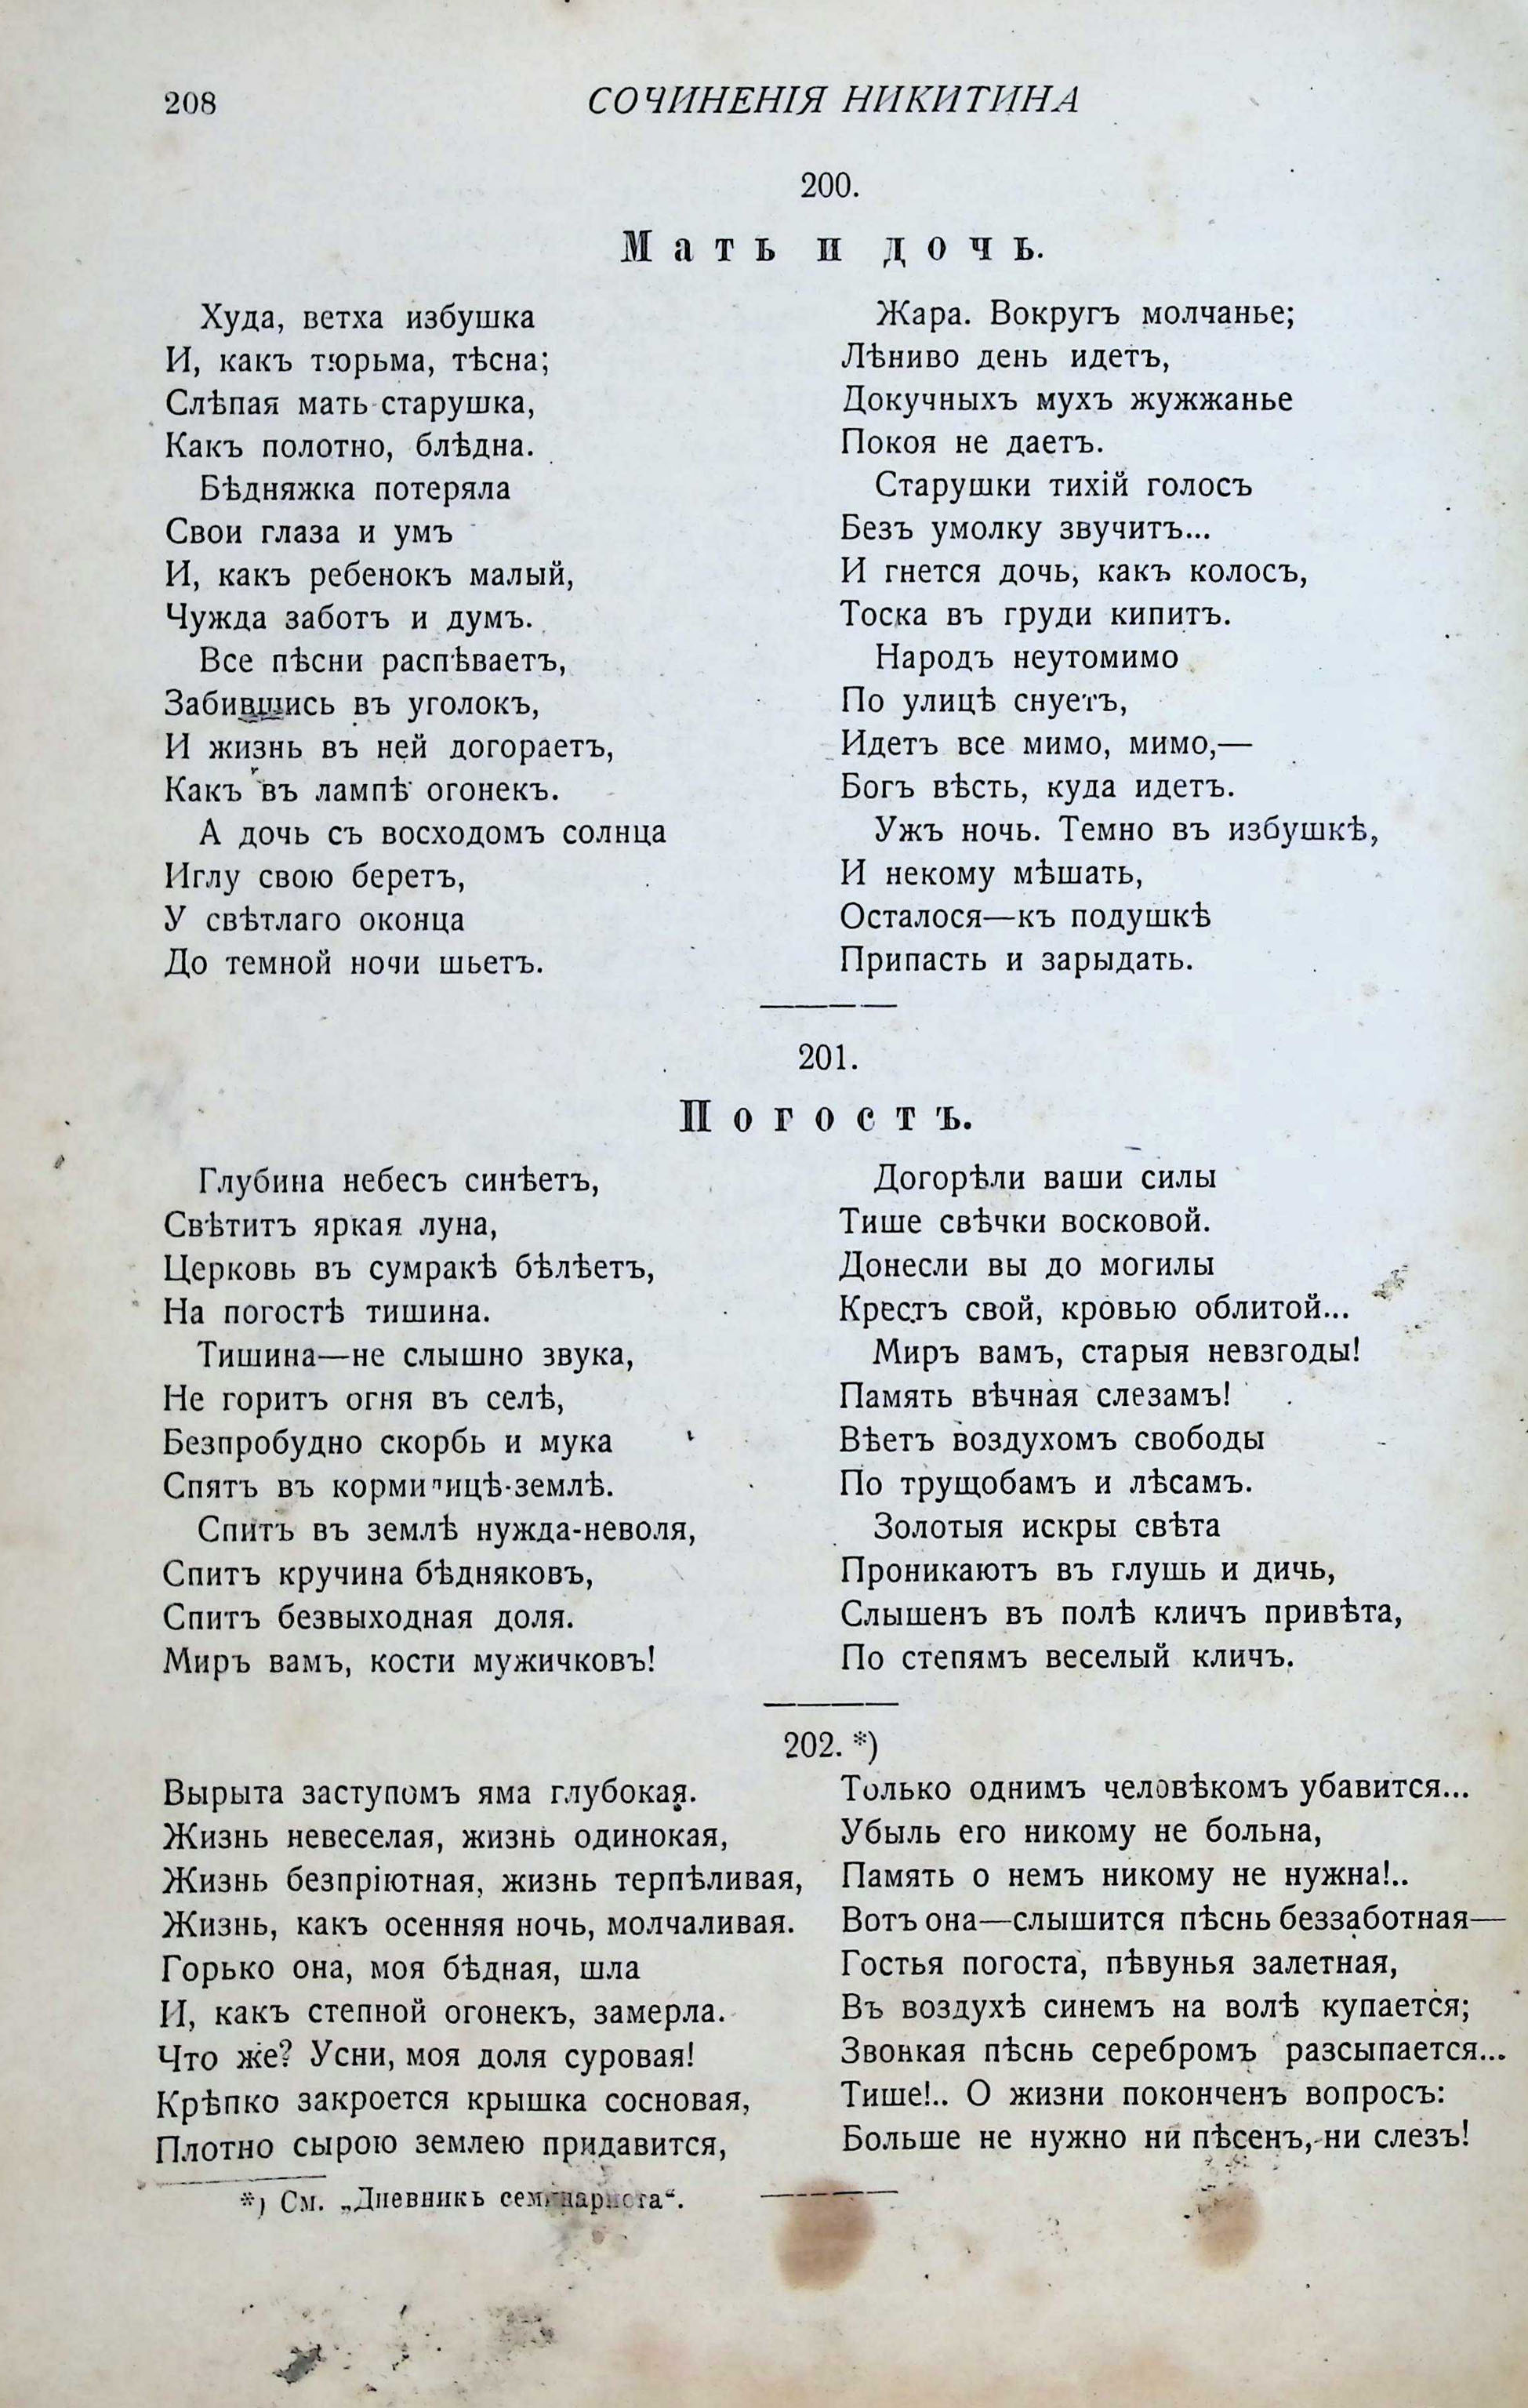 208
СОЧИНЕНІЯ НИКИТИНА
200.
Мать и дочь.
Худа, ветха избушка
И, какъ тюрьма, тѣсна;
Слѣпая мать-старушка,
Какъ полотно, блѣдна.
Бѣдняжка потеряла
Свои глаза и умъ
И, какъ ребенокъ малый,
Чужда заботъ и думъ.
Все пѣсни распѣваетъ,
Забившись въ уголокъ,
И жизнь въ ней догораетъ,
Какъ въ лампѣ огонекъ.
А дочь съ восходомъ солнца
Иглу свою беретъ,
У свѣтлаго оконца
До темной ночи шьетъ.
Жара. Вокругъ молчанье;
Лѣниво день идетъ,
Докучныхъ мухъ жужжанье
Покоя не даетъ.
Старушки тихій голосъ
Безъ умолку звучитъ...
И гнется дочь, какъ колосъ,
Тоска въ груди кипитъ.
Народъ неутомимо
По улицѣ снуетъ,
Идетъ все мимо, мимо,—
Богъ вѣсть, куда идетъ.
Ужъ ночь. Темно въ избушкѣ,
И некому мѣшать,
Осталося—къ подушкѣ
Припасть и зарыдать.
201.
Погостъ.
Глубина небесъ синѣетъ,
Свѣтитъ яркая луна,
Церковь въ сумракѣ бѣлѣетъ,
На погостѣ тишина.
Тишина—не слышно звука,
Не горитъ огня въ селѣ,
Безпробудно скорбь и мука
Спятъ въ кормилицѣ-землѣ.
Спитъ въ землѣ нужда-неволя,
Спитъ кручина бѣдняковъ,
Спитъ безвыходная доля.
Миръ вамъ, кости мужичковъ!
Догорѣли ваши силы
Тише свѣчки восковой.
Донесли вы до могилы
Крестъ свой, кровью облитой...
Миръ вамъ, старыя невзгоды!
Память вѣчная слезамъ!
Вѣетъ воздухомъ свободы
По трущобамъ и лѣсамъ.
Золотыя искры свѣта
Проникаютъ въ глушь и дичь,
Слышенъ въ полѣ кличъ привѣта,
По степямъ веселый кличъ.
202. *)
Вырыта заступомъ яма глубокая.
Жизнь невеселая, жизнь одинокая,
Жизнь безпріютная, жизнь терпѣливая,
Жизнь, какъ осенняя ночь, молчаливая.
Горько она, моя бѣдная, шла
И, какъ степной огонекъ, замерла.
Что же? Усни, моя доля суровая!
Крѣпко закроется крышка сосновая,
Плотно сырою землею придавится,
Только однимъ человѣкомъ убавится...
Убыль его никому не больна,
Память о немъ никому не нужна!..
Вотъ она—слышится пѣснь беззаботная—
Гостья погоста, пѣвунья залетная,
Въ воздухѣ синемъ на волѣ купается;
Звонкая пѣснь серебромъ разсыпается...
Тише!.. О жизни поконченъ вопросъ:
Больше не нужно ни пѣсенъ, ни слезъ!
*) См. „Дневникъ семинариста“.